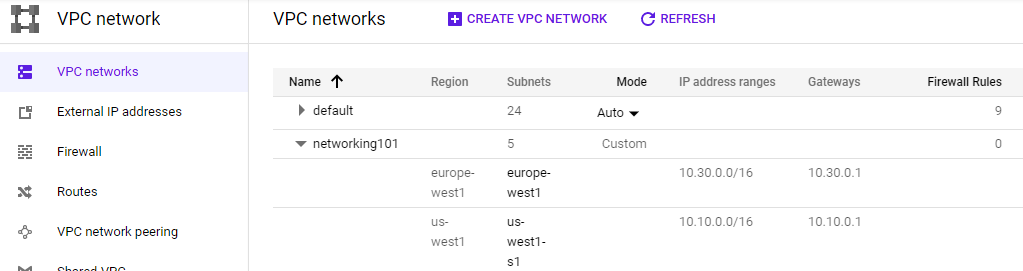 VPC network
VPC networks
CREATE VPC NETWORK
REFRESH
VPC networks
External IP addresses
Firewall
Routes
VPC network peering
Shared VPC
Name Region Subnets Mode IP address ranges Gateways Firewall Rules
default 24 Auto 9
networking101 5 Custom 0
europe- europe- 10.30.0.0/16 10.30.0.1
west1 west1
us- us- 10.10.0.0/16 10.10.0.1
west1 west1-
s1